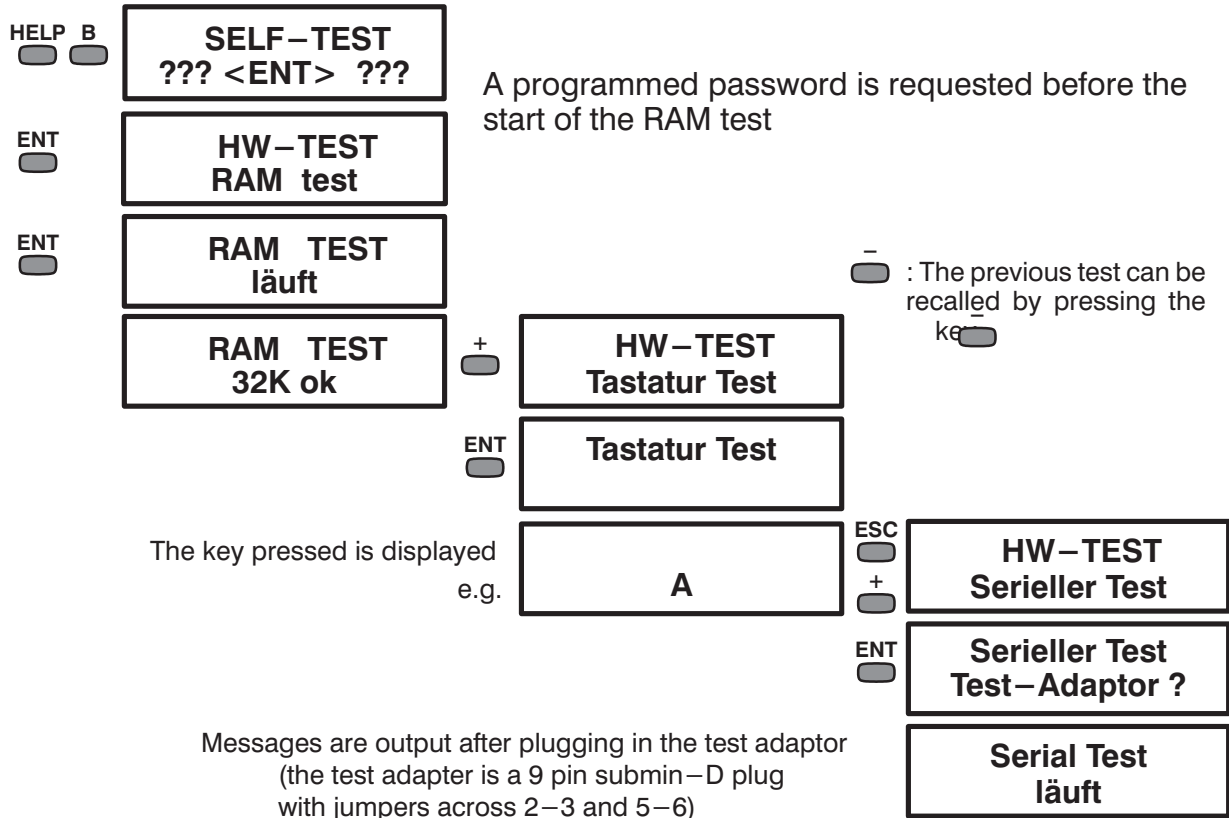 HELP B
SELF–TEST
??? <ENT> ???
A programmed password is requested before the
start of the RAM test
ENT
HW–TEST
RAM test
ENT
RAM TEST
läuft
–
: The previous test can be
recalled by pressing the
–
key
RAM TEST
32K ok
+
HW–TEST
Tastatur Test
ENT
Tastatur Test
The key pressed is displayed
e.g.
A
ESC
+
HW–TEST
Serieller Test
ENT
Serieller Test
Test–Adaptor ?
Messages are output after plugging in the test adaptor
(the test adapter is a 9 pin submin–D plug
with jumpers across 2–3 and 5–6)
Serial Test
läuft